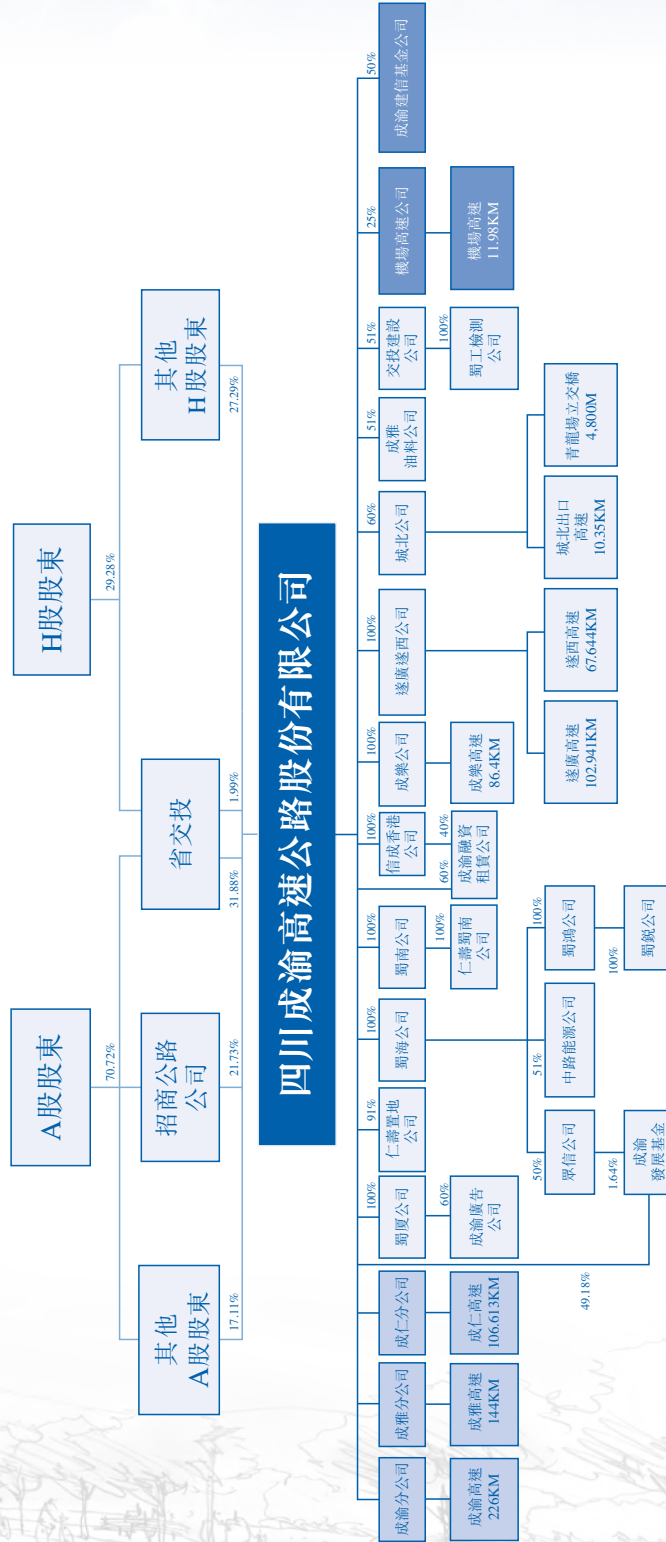 A股股東
H股股東
70.72%
29.28%
其他
A股股東
招商公路
公司
省交投
其他
H股股東
17.11%
21.73%
31.88%
1.99%
27.29%
四川成渝高速公路股份有限公司
100%
91%
100%
100%
100%
100%
100%
60%
51%
51%
25%
50%
成渝分公司
成雅分公司
成仁分公司
蜀厦公司
仁壽置地
公司
蜀海公司
蜀南公司
信成香港
公司
成樂公司
遂廣遂西公司
城北公司
成雅
油料公司
交投建設
公司
機場高速公司
成渝建信基金公司
60%
100%
60%
40%
100%
成渝高速
226KM
成雅高速
144KM
成仁高速
106.613KM
成渝廣告
公司
仁壽蜀南
公司
成渝融資
租賃公司
成樂高速
86.4KM
蜀工檢測
公司
機場高速
11.98KM
49.18%
50%
51%
100%
眾信公司
中路能源公司
蜀鴻公司
遂廣高速
102.941KM
遂西高速
67.644KM
城北出口
高速
10.35KM
青龍場立交橋
4,800M
1.64%
100%
成渝
發展基金
蜀銳公司